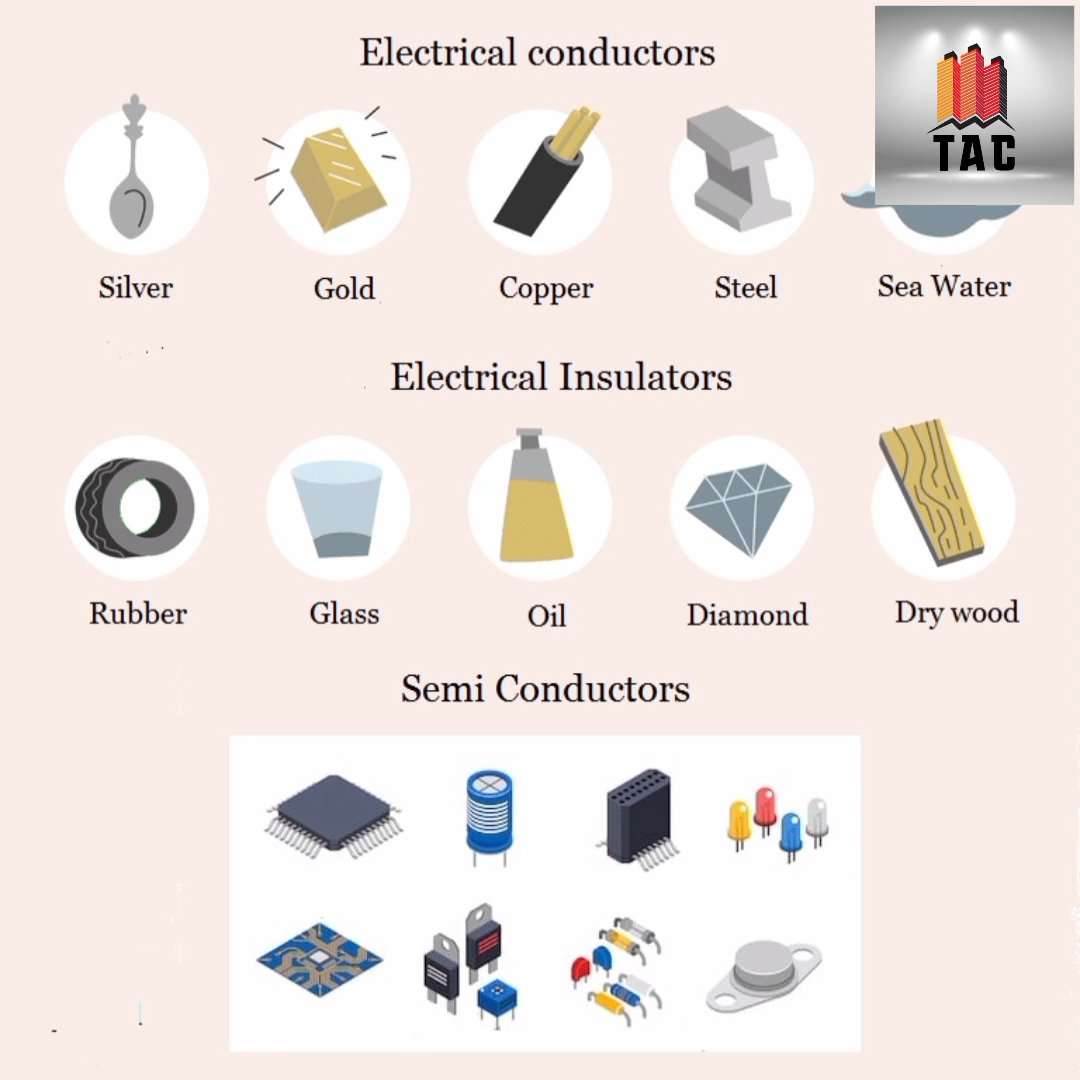 Electrical conductors
TAC
Silver
Gold
Copper
Steel
Sea Water
Electrical Insulators
Rubber
Glass
Oil
Diamond
Dry wood
Semi Conductors